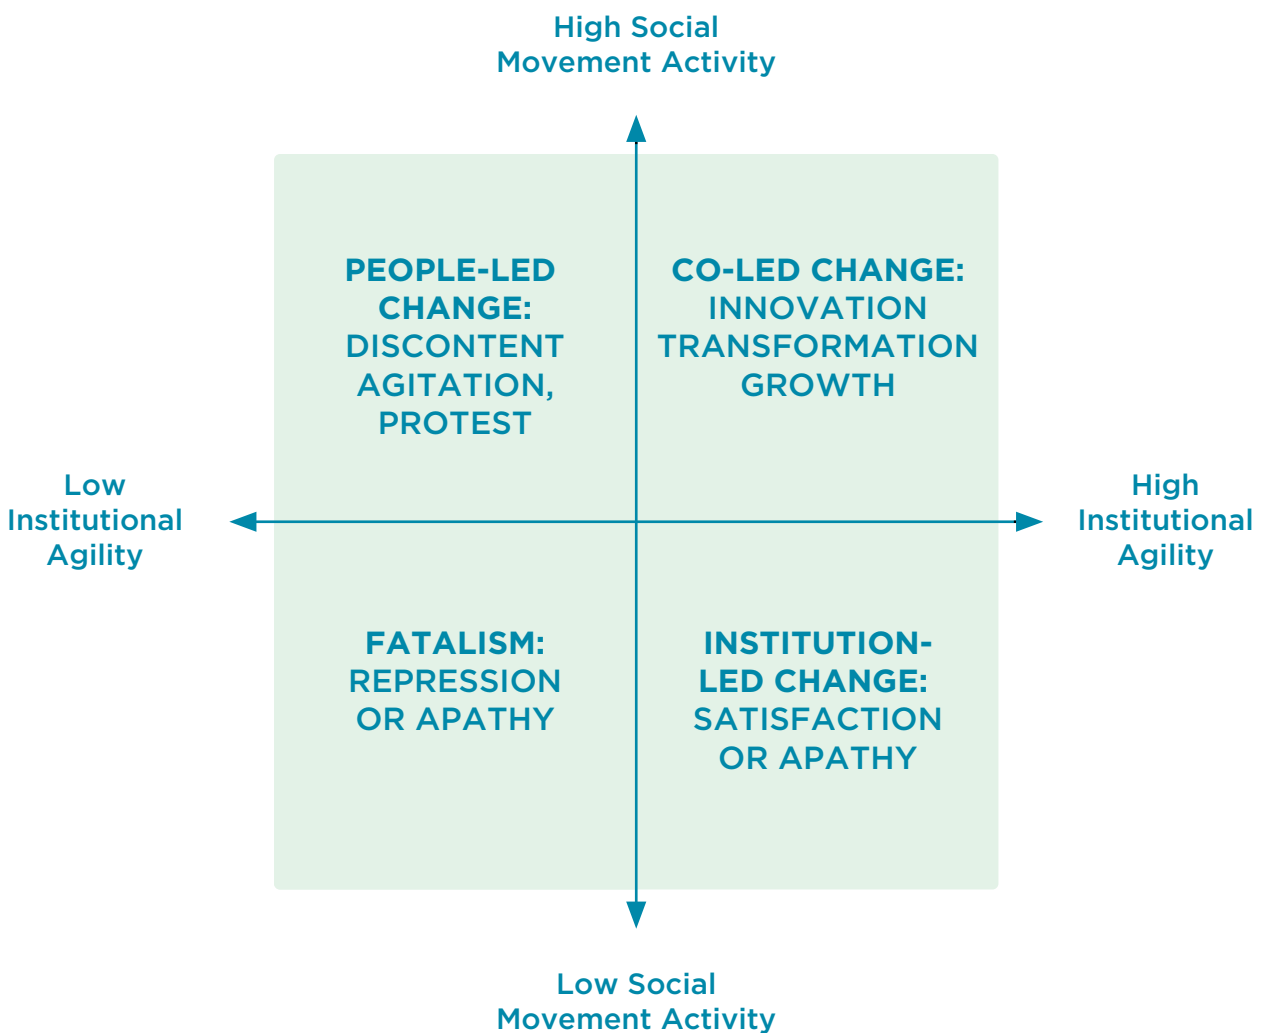 High Social
Movement Activity
PEOPLE-LED
CHANGE:
DISCONTENT
AGITATION,
PROTEST
CO-LED CHANGE:
INNOVATION
TRANSFORMATION
GROWTH
Low
Institutional
Agility
High
Institutional
Agility
FATALISM:
REPRESSION
OR APATHY
INSTITUTION-
LED CHANGE:
SATISFACTION
OR APATHY
Low Social
Movement Activity